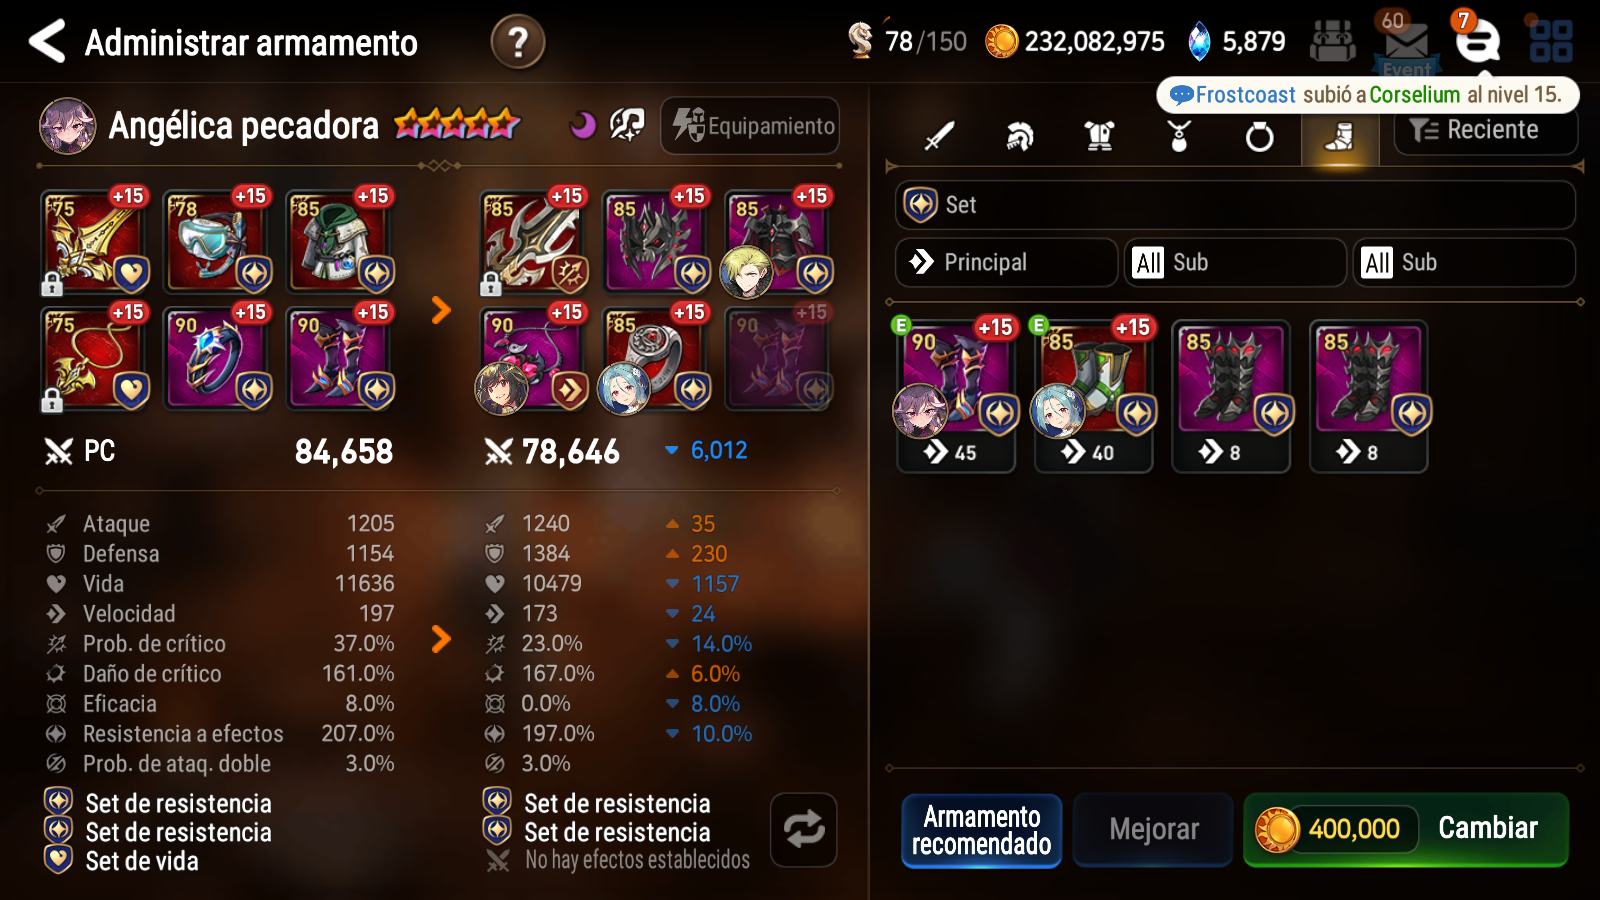 Administrar armamento
?
78/150
232,082,975
5,879
60
Event
7
Frostcoast subió a Corselium al nivel 15.
Angélica pecadora
Equipamiento
Reciente
75 +15
78 +15
85 +15
85 +15
85 +15
85 +15
Set
Principal
All Sub
All Sub
75 +15
90 +15
90 +15
90 +15
85 +15
90 +15
E 90 +15
E 85 +15
85
85
45
40
8
8
PC 84,658
78,646
6,012
Ataque 1205 1240 35
Defensa 1154 1384 230
Vida 11636 10479 1157
Velocidad 197 173 24
Prob. de crítico 37.0% 23.0% 14.0%
Daño de crítico 161.0% 167.0% 6.0%
Eficacia 8.0% 0.0% 8.0%
Resistencia a efectos 207.0% 197.0% 10.0%
Prob. de ataq. doble 3.0% 3.0%
Set de resistencia
Set de resistencia
Set de vida
Set de resistencia
Set de resistencia
No hay efectos establecidos
Armamento
recomendado
Mejorar
400,000
Cambiar